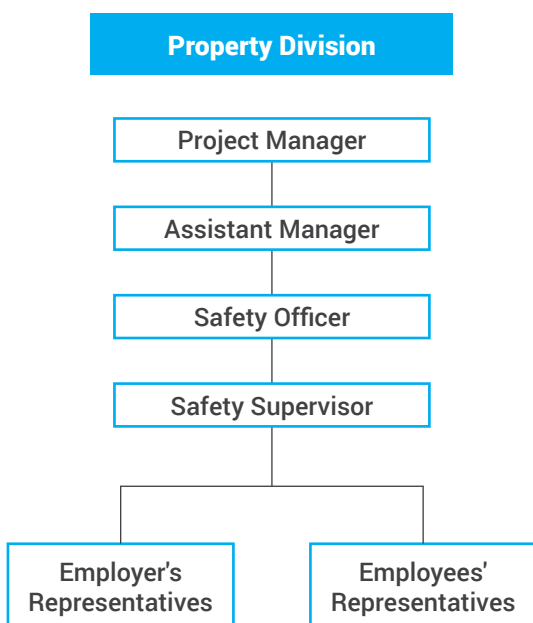 Property Division
Project Manager
Assistant Manager
Safety Officer
Safety Supervisor
Employer's
Representatives
Employees'
Representatives